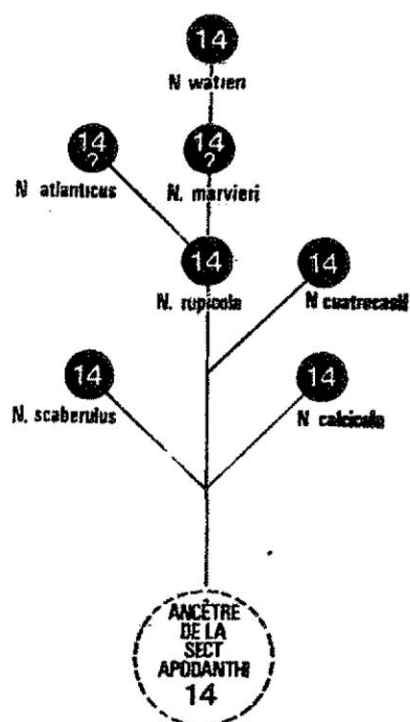 14
N watieri
14
?
N atlanticus
14
?
N. marvieri
14
N. rupicola
14
N cuatrecasii
14
N. scaberulus
14
N calcicola
ANCÊTRE
DE LA
SECT
APODANTHI
14